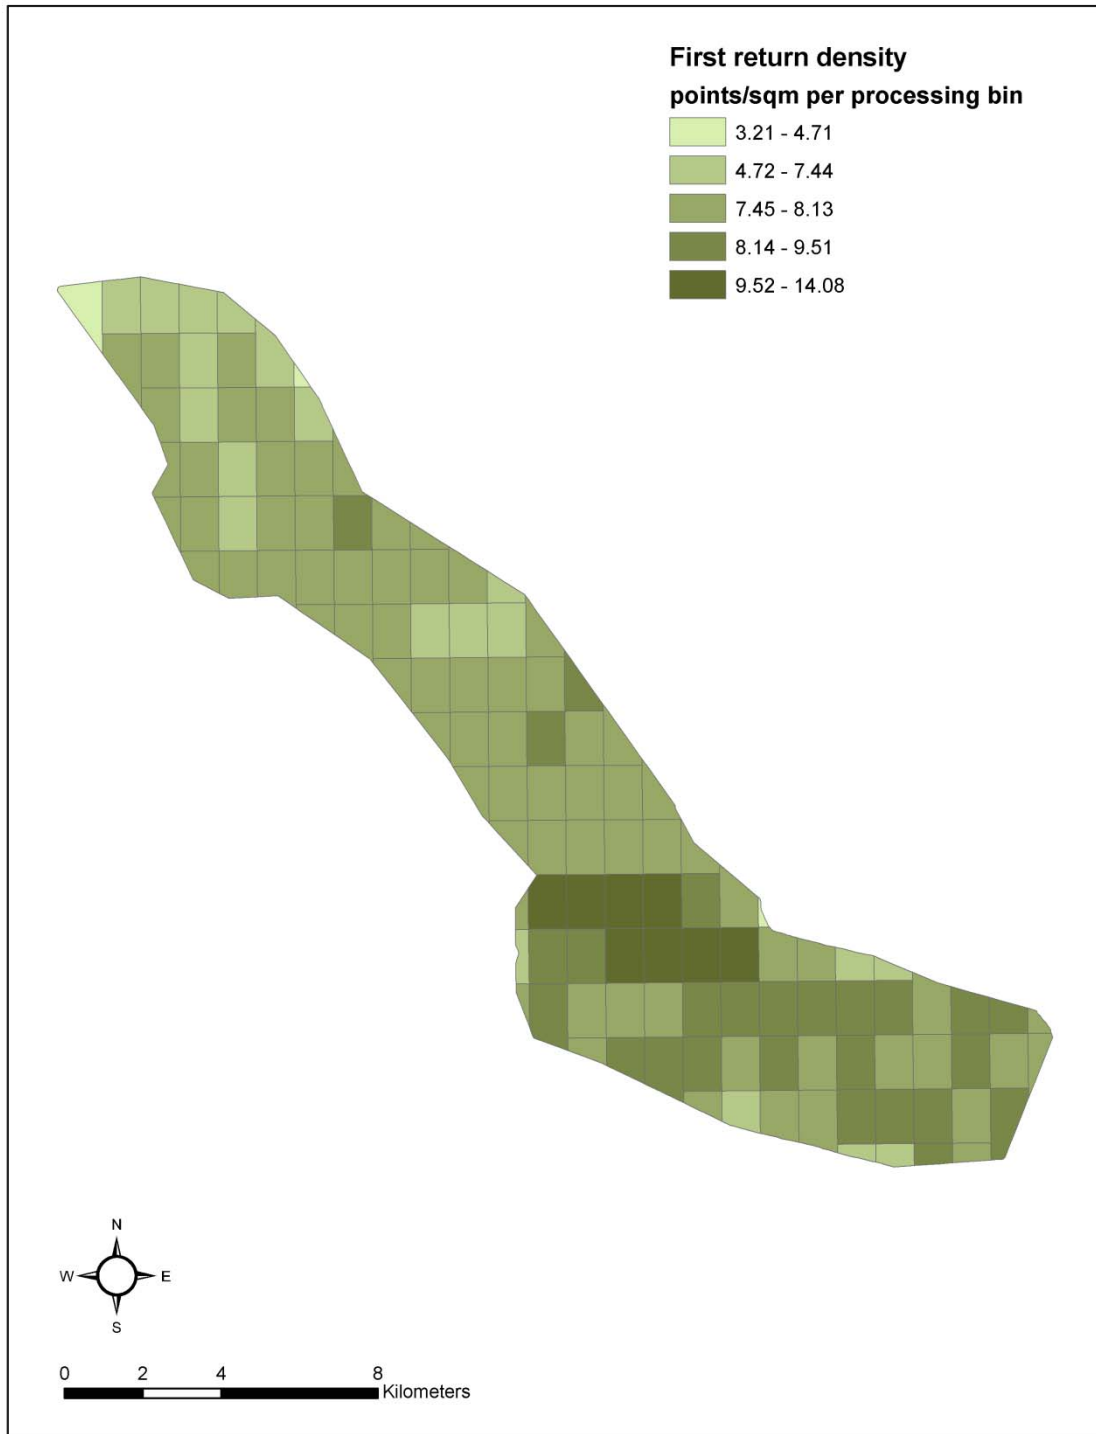 First return density
points/sqm per processing bin
3.21 - 4.71
4.72 - 7.44
7.45 - 8.13
8.14 - 9.51
9.52 - 14.08
N
W E
S
0 2 4 8
Kilometers